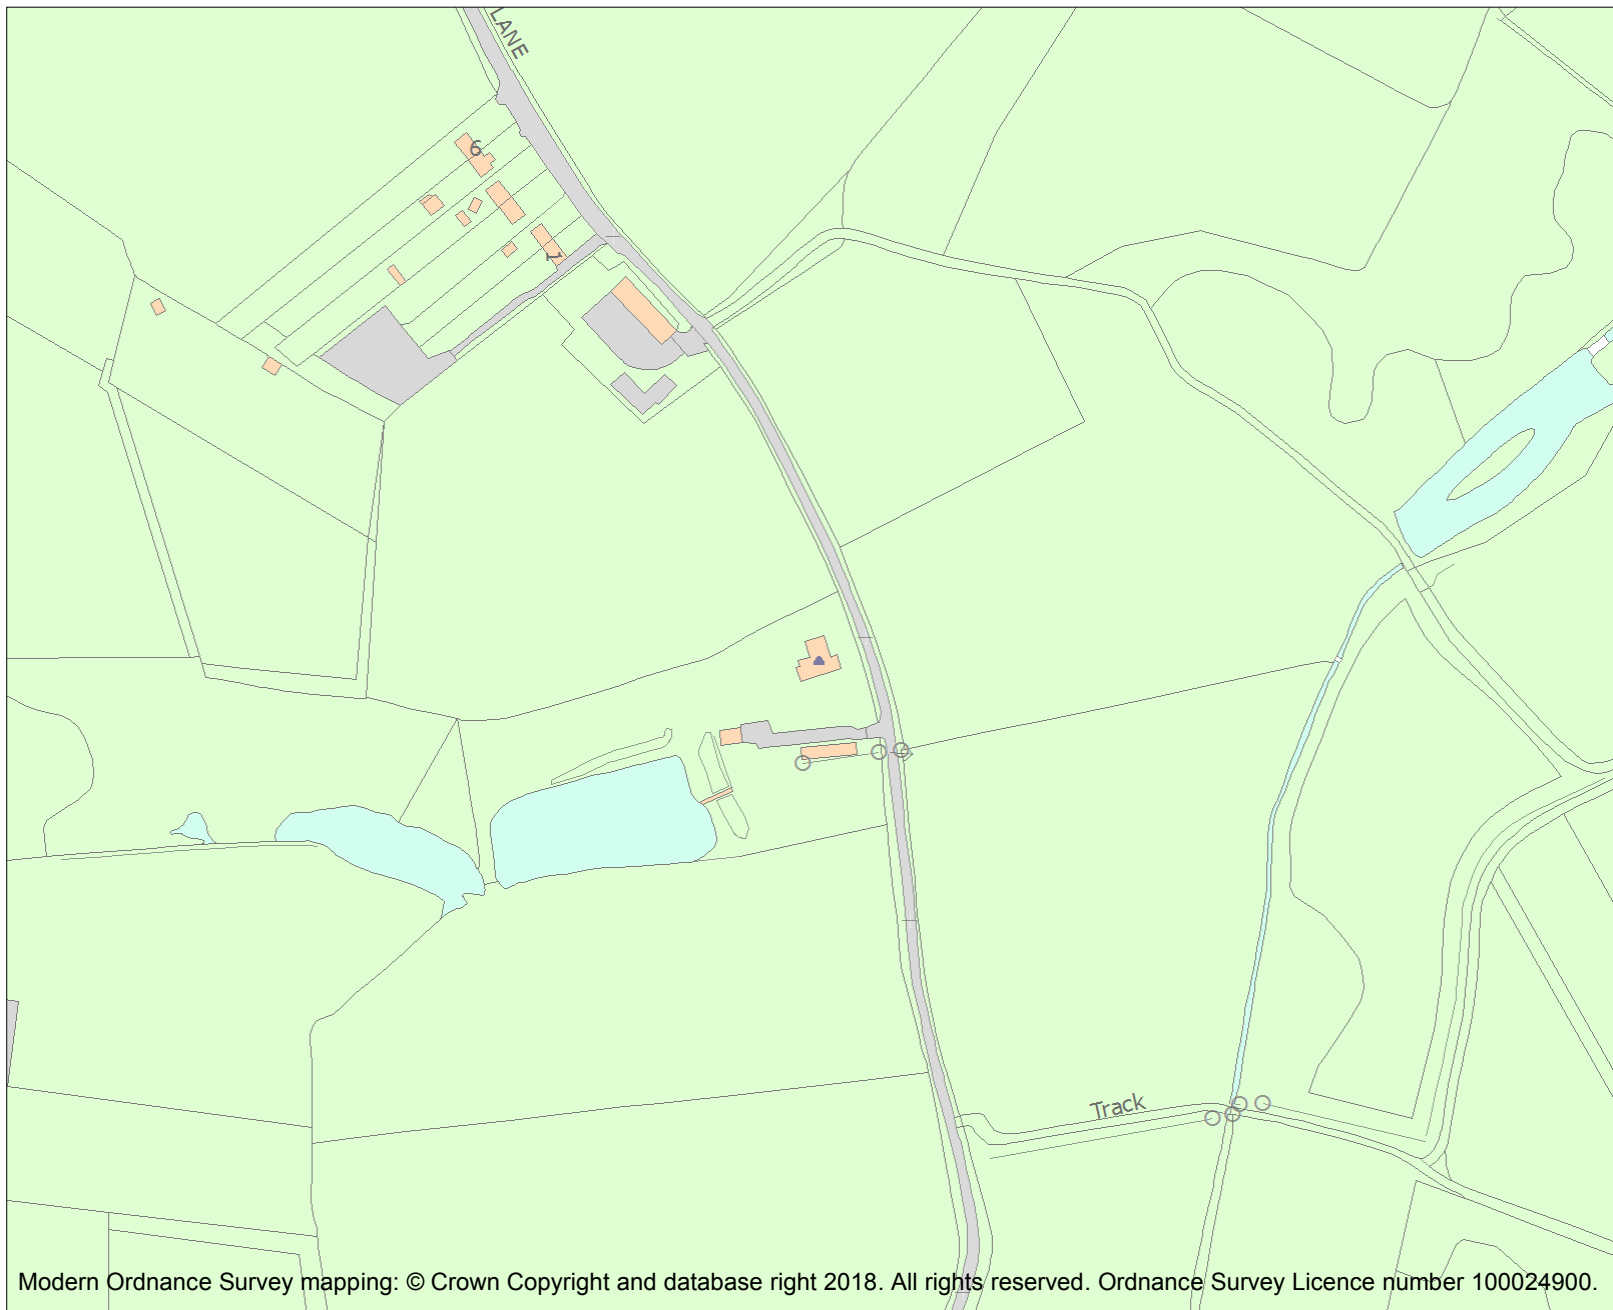 LANE
6
1
Track
Modern Ordnance Survey mapping: © Crown Copyright and database right 2018. All rights reserved. Ordnance Survey Licence number 100024900.